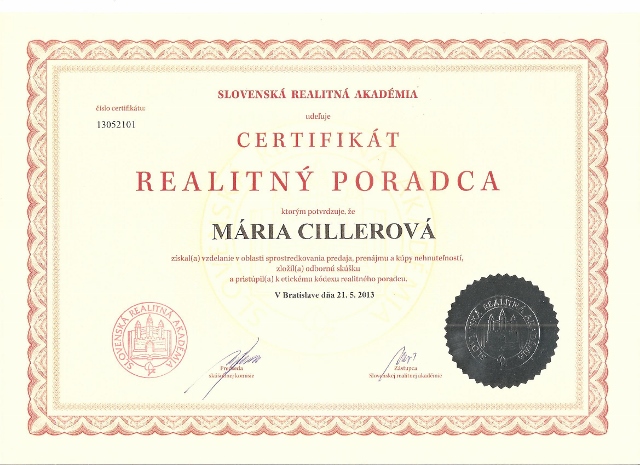 SLOVENSKÁ REALITNÁ AKADÉMIA
číslo certifikátu:
udeľuje
13052101
CERTIFIKÁT
REALITNÝ PORADCA
ktorým potvrdzuje, že
MÁRIA CILLEROVÁ
získal(a) vzdelanie v oblasti sprostredkovania predaja, prenájmu a kúpy nehnuteľností,
zložil(a) odbornú skúšku
a pristúpil(a) k etickému kódexu realitného poradcu.
V Bratislave dňa 21. 5. 2013
SLOVENSKÁ REALITNÁ AKADÉMIA
SLOVENSKÁ REALITNÁ AKADÉMIA
Predseda
skúšobnej komisie
Zástupca
Slovenskej realitnej akadémie